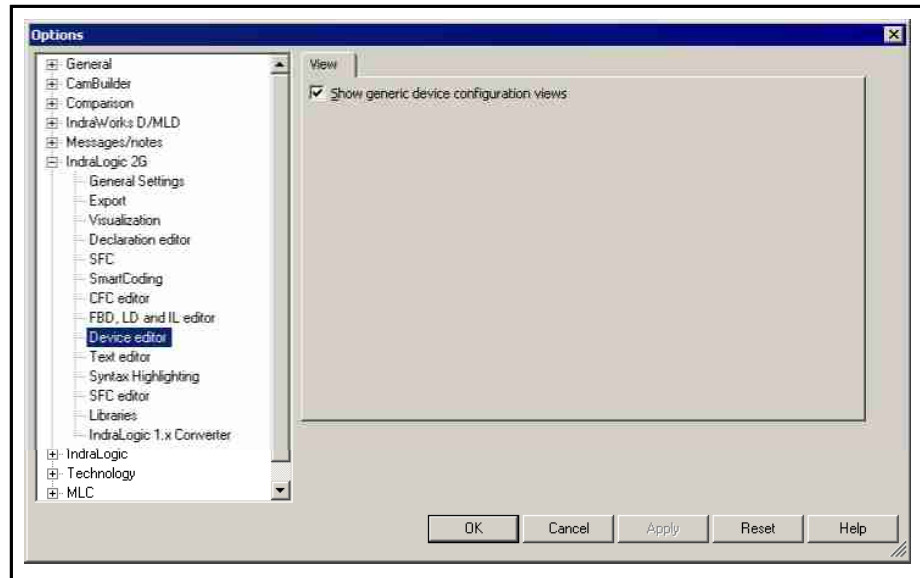 Options
General
CamBuilder
Comparison
IndraWorks D/MLD
Messages/notes
IndraLogic 2G
General Settings
Export
Visualization
Declaration editor
SFC
SmartCoding
CFC editor
FBD, LD and IL editor
Device editor
Text editor
Syntax Highlighting
SFC editor
Libraries
IndraLogic 1.x Converter
IndraLogic
Technology
MLC
View
Show generic device configuration views
OK
Cancel
Apply
Reset
Help